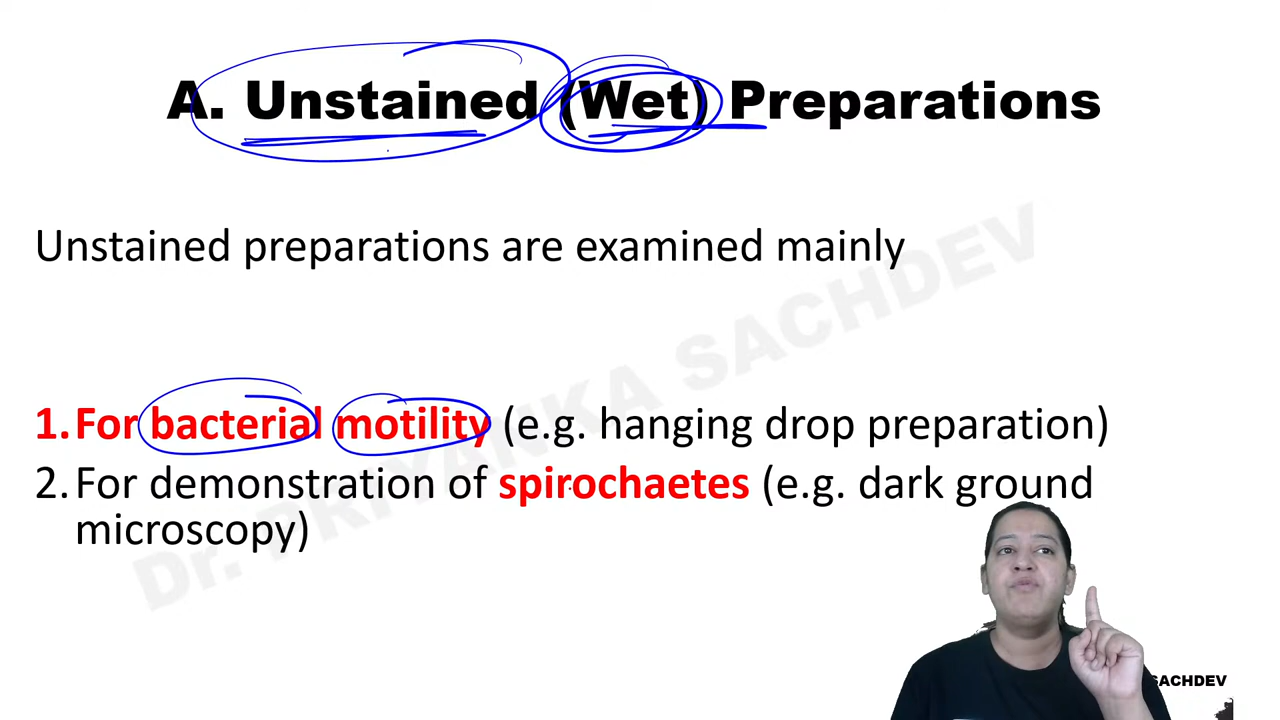 A. Unstained (Wet) Preparations
Unstained preparations are examined mainly
1. For bacterial motility (e.g. hanging drop preparation)
2. For demonstration of spirochaetes (e.g. dark ground
microscopy)
Dr. PRIYANKA SACHDEV
SACHDEV